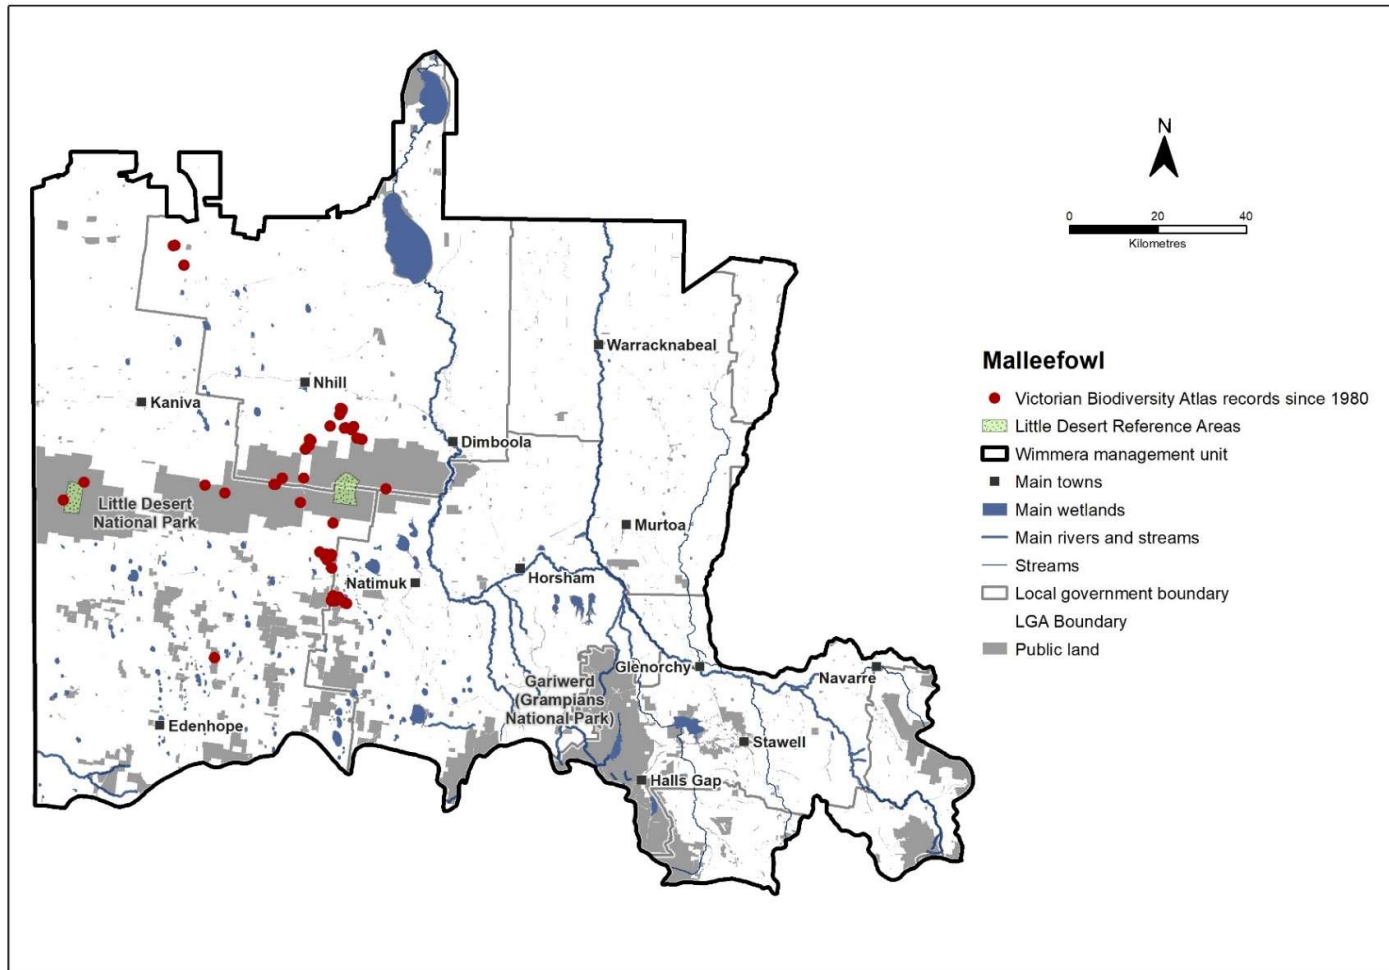 N
0 20 40
Kilometres
Warracknabeal
Nhill
Kaniva
Dimboola
Little Desert
National Park
Murtoa
Natimuk
Horsham
Glenorchy
Navarre
Gariwerd
(Grampians
National Park)
Edenhope
Stawell
Halls Gap
Malleefowl
Victorian Biodiversity Atlas records since 1980
Little Desert Reference Areas
Wimmera management unit
Main towns
Main wetlands
Main rivers and streams
Streams
Local government boundary
LGA Boundary
Public land